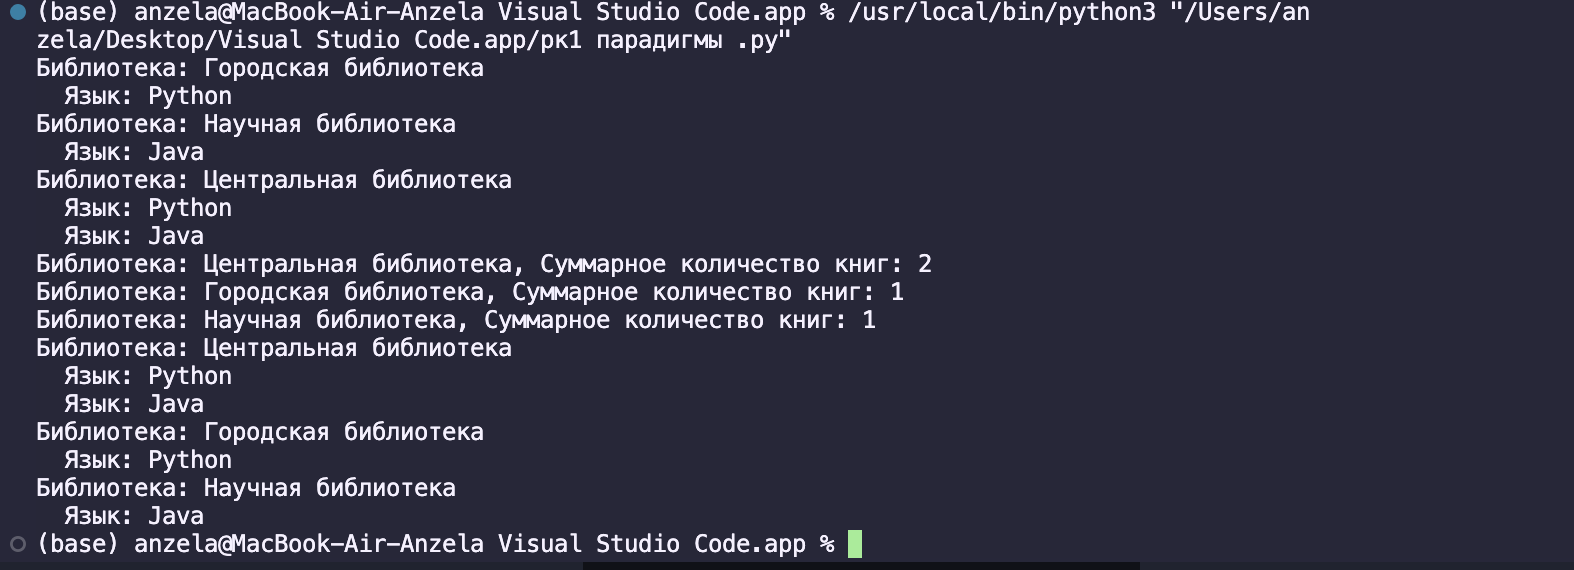 (base) anzela@MacBook-Air-Anzela Visual Studio Code.app % /usr/local/bin/python3 "/Users/an
zela/Desktop/Visual Studio Code.app/рк1 парадигмы .py"
Библиотека: Городская библиотека
  Язык: Python
Библиотека: Научная библиотека
  Язык: Java
Библиотека: Центральная библиотека
  Язык: Python
  Язык: Java
Библиотека: Центральная библиотека, Суммарное количество книг: 2
Библиотека: Городская библиотека, Суммарное количество книг: 1
Библиотека: Научная библиотека, Суммарное количество книг: 1
Библиотека: Центральная библиотека
  Язык: Python
  Язык: Java
Библиотека: Городская библиотека
  Язык: Python
Библиотека: Научная библиотека
  Язык: Java
(base) anzela@MacBook-Air-Anzela Visual Studio Code.app %